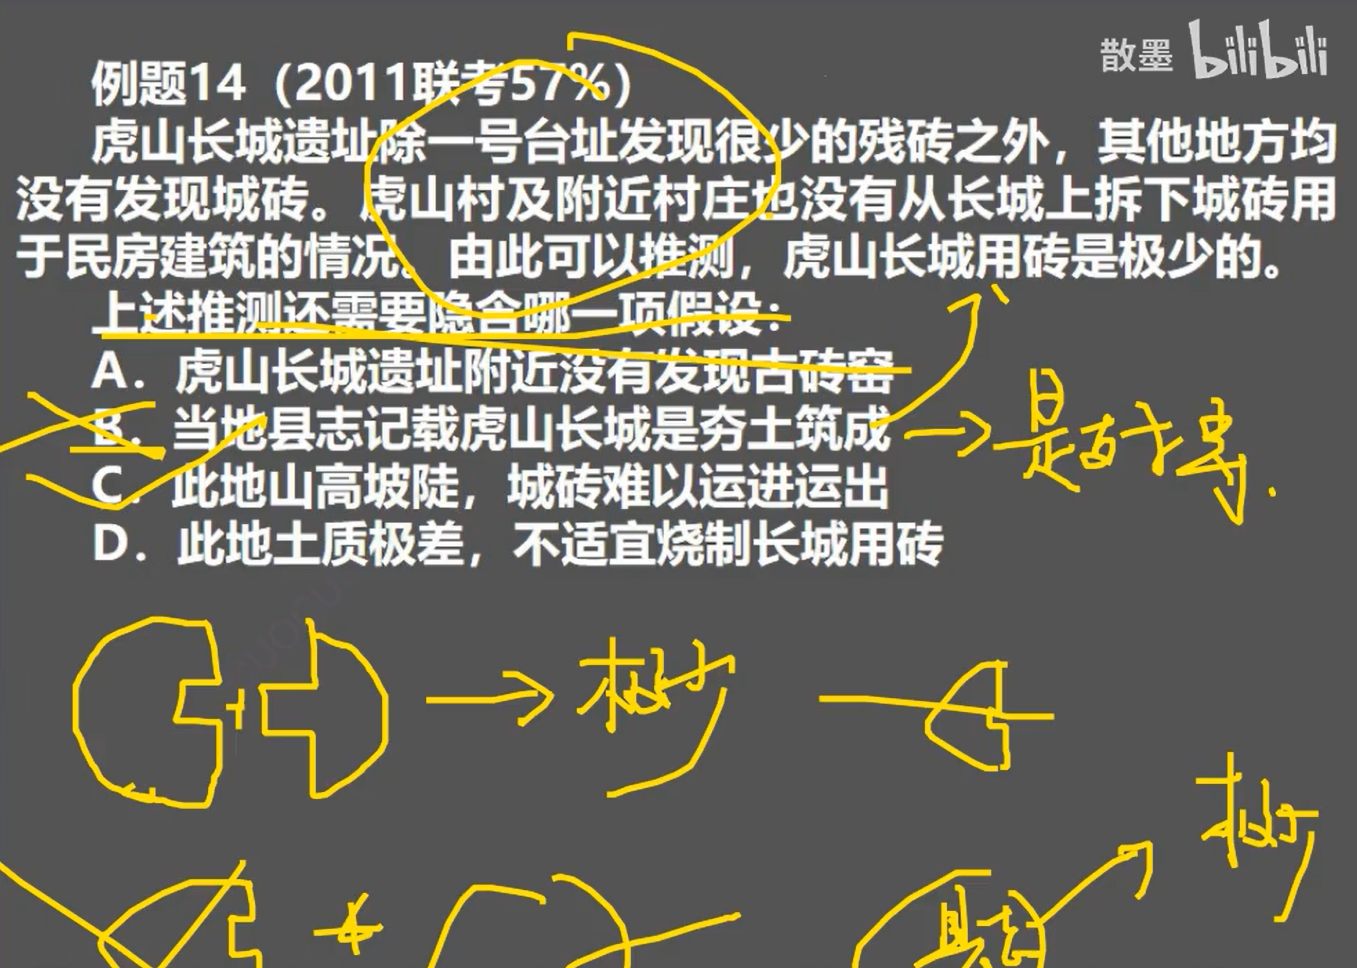 散墨 bilibili
例题14（2011联考57%）
虎山长城遗址除一号台址发现很少的残砖之外，其他地方均
没有发现城砖。虎山村及附近村庄也没有从长城上拆下城砖用
于民房建筑的情况。由此可以推测，虎山长城用砖是极少的。
上述推测还需要隐含哪一项假设：
A．虎山长城遗址附近没有发现古砖窑
B．当地县志记载虎山长城是夯土筑成
C．此地山高坡陡，城砖难以运进运出
D．此地土质极差，不适宜烧制长城用砖
树
树